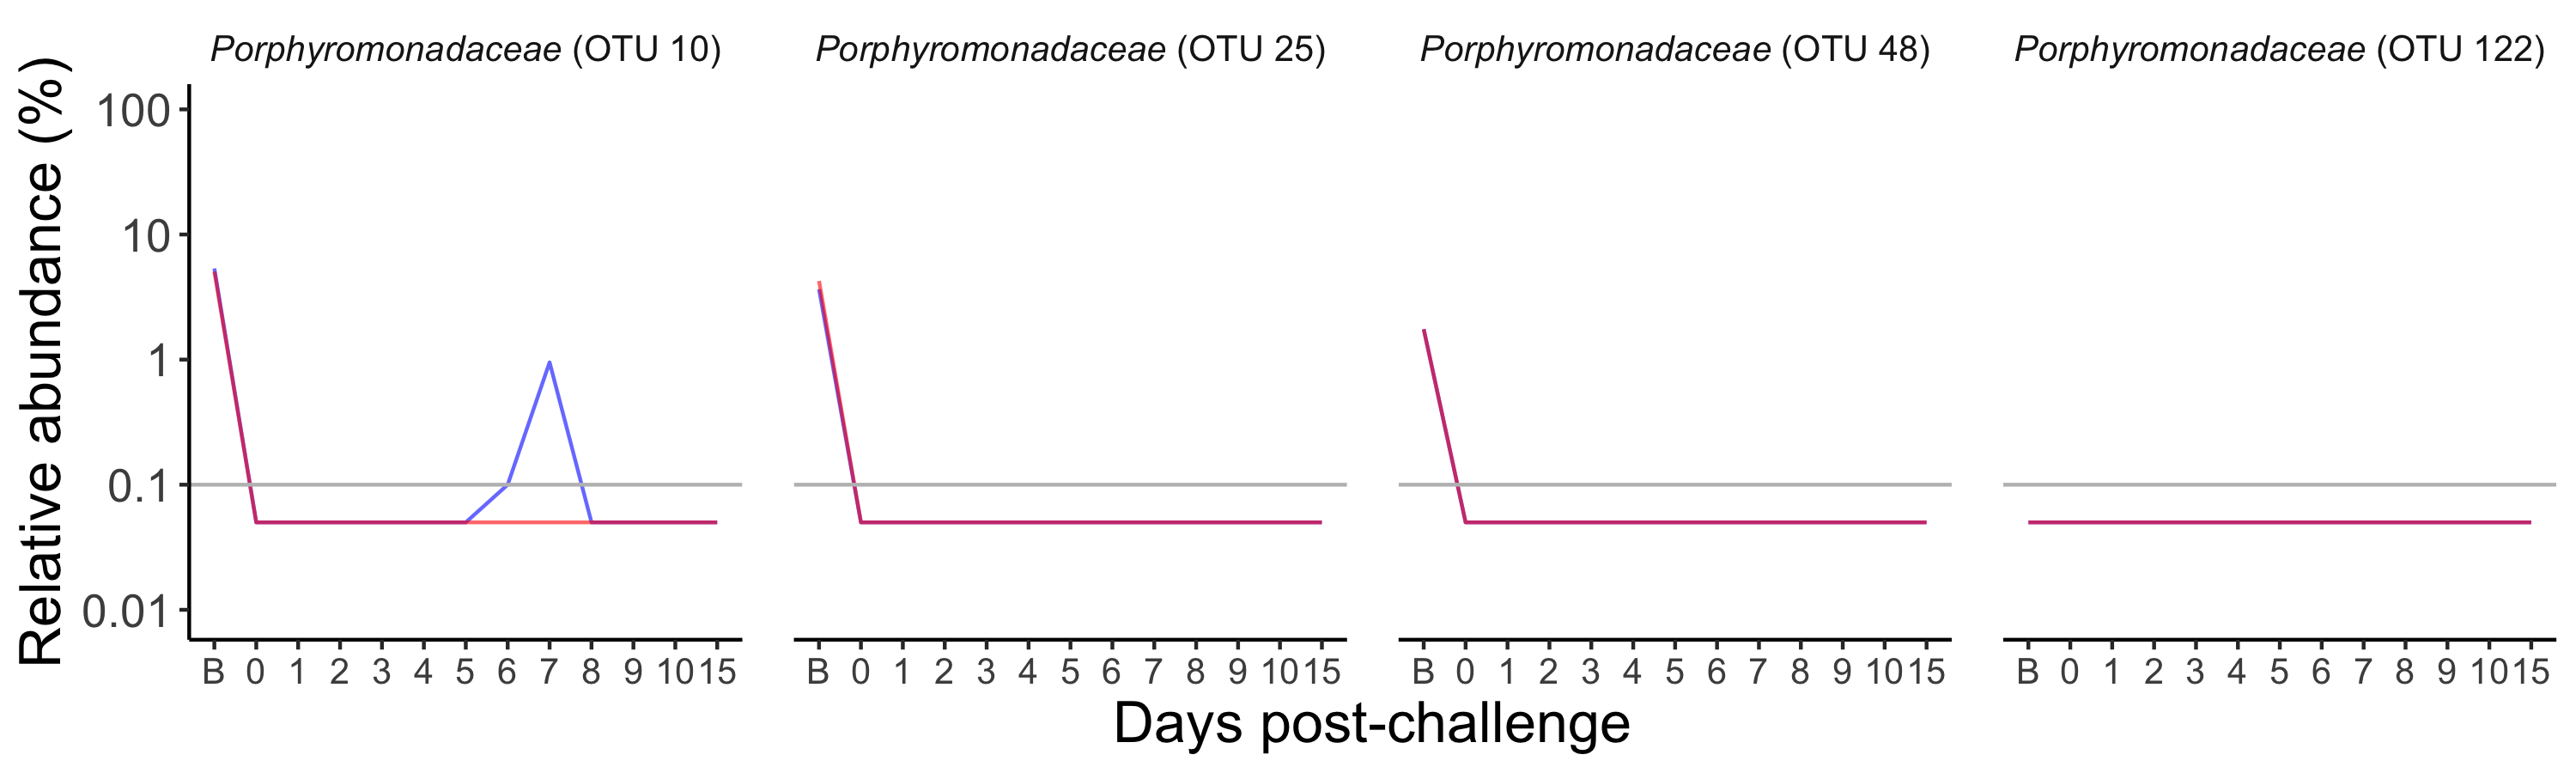 Porphyromonadaceae (OTU 10) Porphyromonadaceae (OTU 25) Porphyromonadaceae (OTU 48) Porphyromonadaceae (OTU 122)
Relative abundance (%)
100
10
1
0.1
0.01
B 0 1 2 3 4 5 6 7 8 9 10 15 B 0 1 2 3 4 5 6 7 8 9 10 15 B 0 1 2 3 4 5 6 7 8 9 10 15 B 0 1 2 3 4 5 6 7 8 9 10 15
Days post-challenge